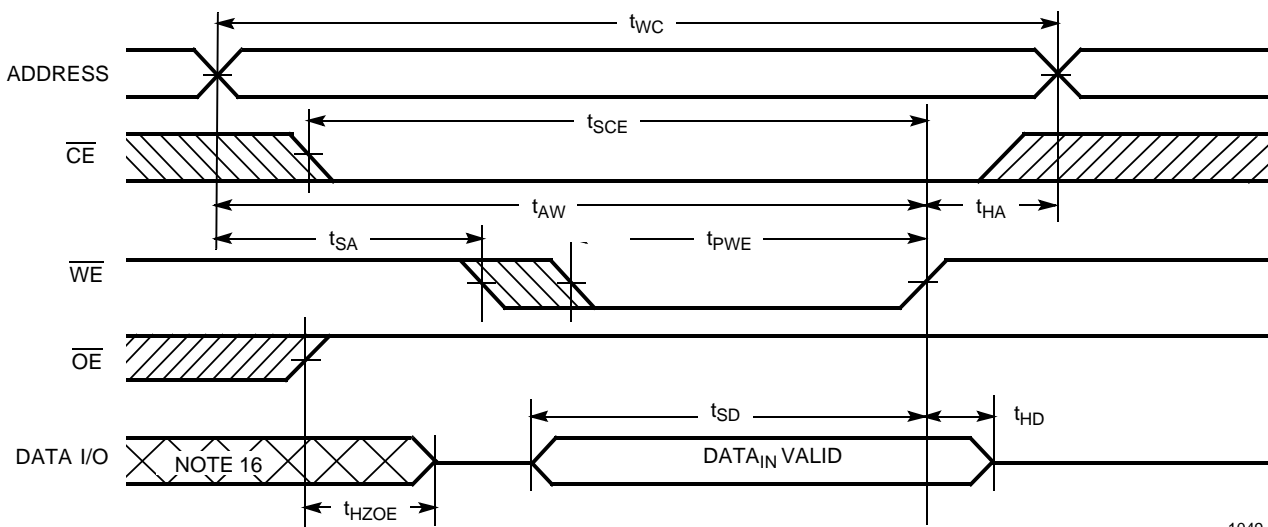 tWC
ADDRESS
tSCE
CE
tAW
tHA
tSA
tPWE
WE
OE
tSD
tHD
DATA I/O
NOTE 16
DATAIN VALID
tHZOE